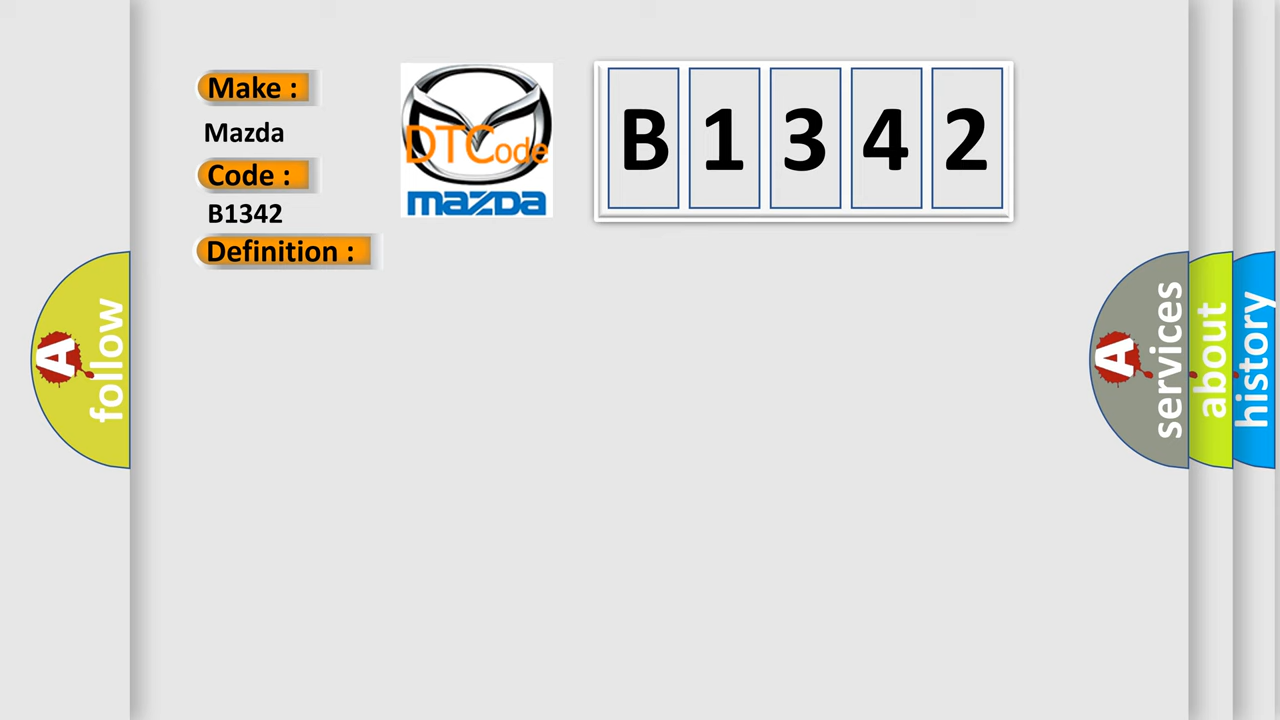 Make :
Mazda
Code :
B1342
Definition :
DTCode
mazda
B 1 3 4 2
A follow
A services
about
history